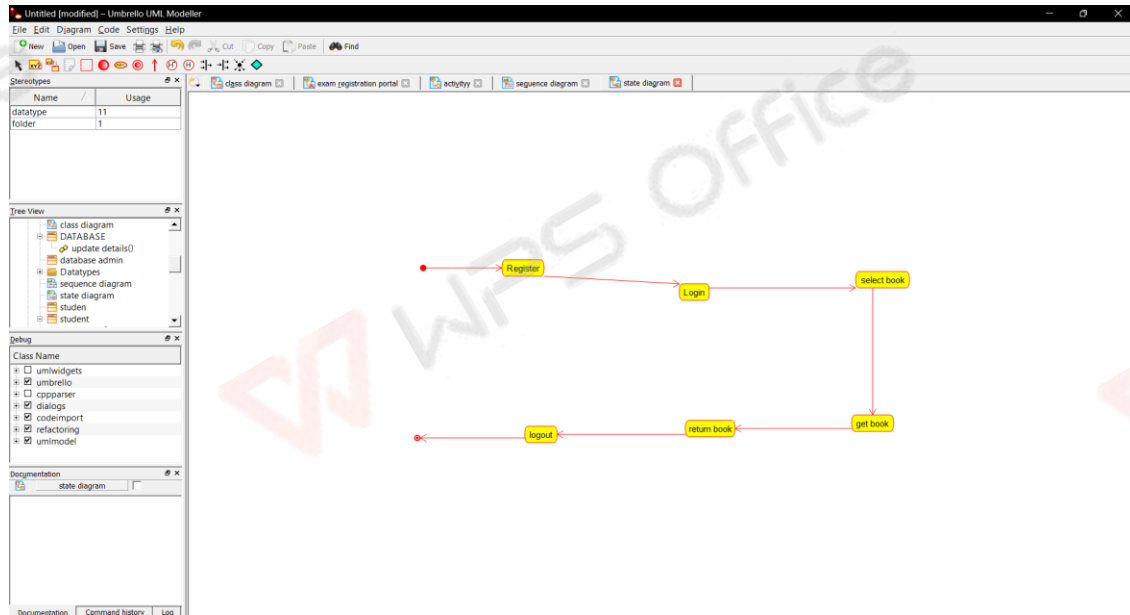 Untitled [modified] – Umbrello UML Modeller
File Edit Diagram Code Settings Help
New Open Save Cut Copy Paste Find
Stereotypes
class diagram exam registration portal activityy sequence diagram state diagram
Name Usage
datatype 11
folder 1
Tree View
class diagram
DATABASE
update details()
database admin
Datatypes
sequence diagram
state diagram
studen
student
Debug
Class Name
umlwidgets
umbrello
cppparser
dialogs
codeimport
refactoring
umlmodel
Documentation
state diagram
Documentation Command history Log
Register
Login
select book
get book
return book
logout
WPS OFFICE